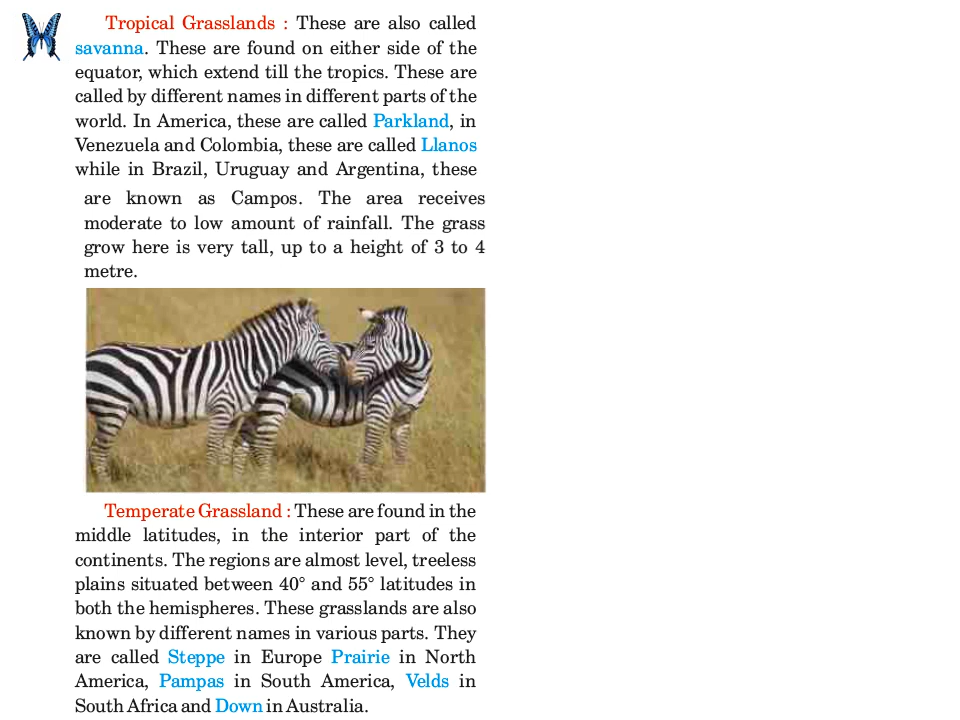 Tropical Grasslands : These are also called
savanna. These are found on either side of the
equator, which extend till the tropics. These are
called by different names in different parts of the
world. In America, these are called Parkland, in
Venezuela and Colombia, these are called Llanos
while in Brazil, Uruguay and Argentina, these
are known as Campos. The area receives
moderate to low amount of rainfall. The grass
grow here is very tall, up to a height of 3 to 4
metre.
Temperate Grassland : These are found in the
middle latitudes, in the interior part of the
continents. The regions are almost level, treeless
plains situated between 40° and 55° latitudes in
both the hemispheres. These grasslands are also
known by different names in various parts. They
are called Steppe in Europe Prairie in North
America, Pampas in South America, Velds in
South Africa and Down in Australia.